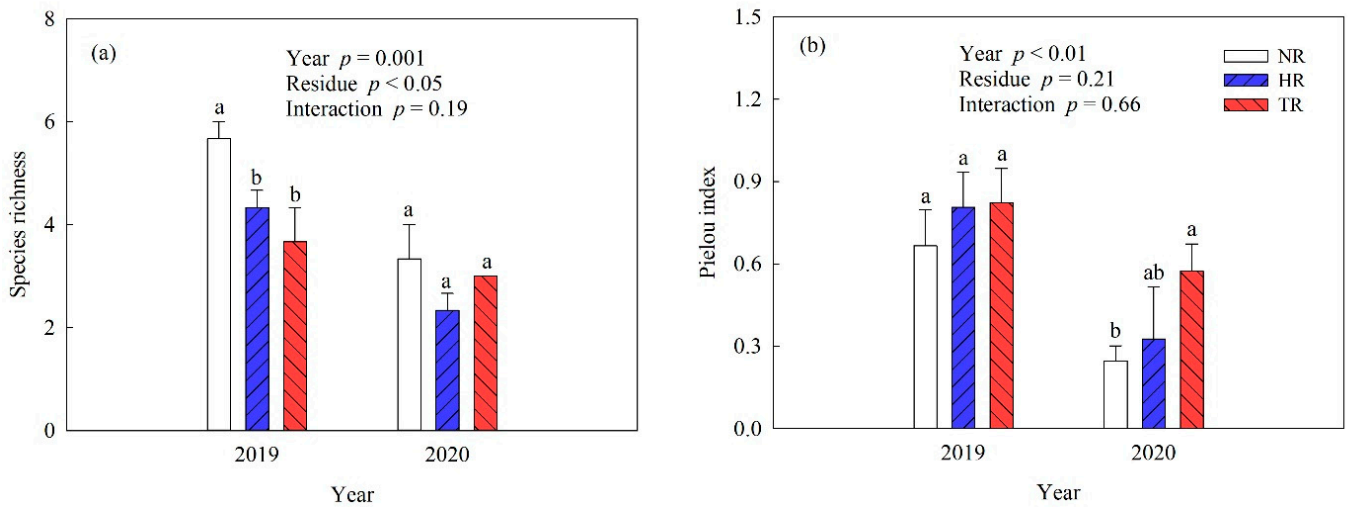 (a)
Year p = 0.001
Residue p < 0.05
Interaction p = 0.19
8
6
4
2
0
Species richness
a
b
b
a
a
a
2019
2020
Year
(b)
Year p < 0.01
Residue p = 0.21
Interaction p = 0.66
NR
HR
TR
1.5
1.2
0.9
0.6
0.3
0.0
Pielou index
a
a
a
b
ab
a
2019
2020
Year